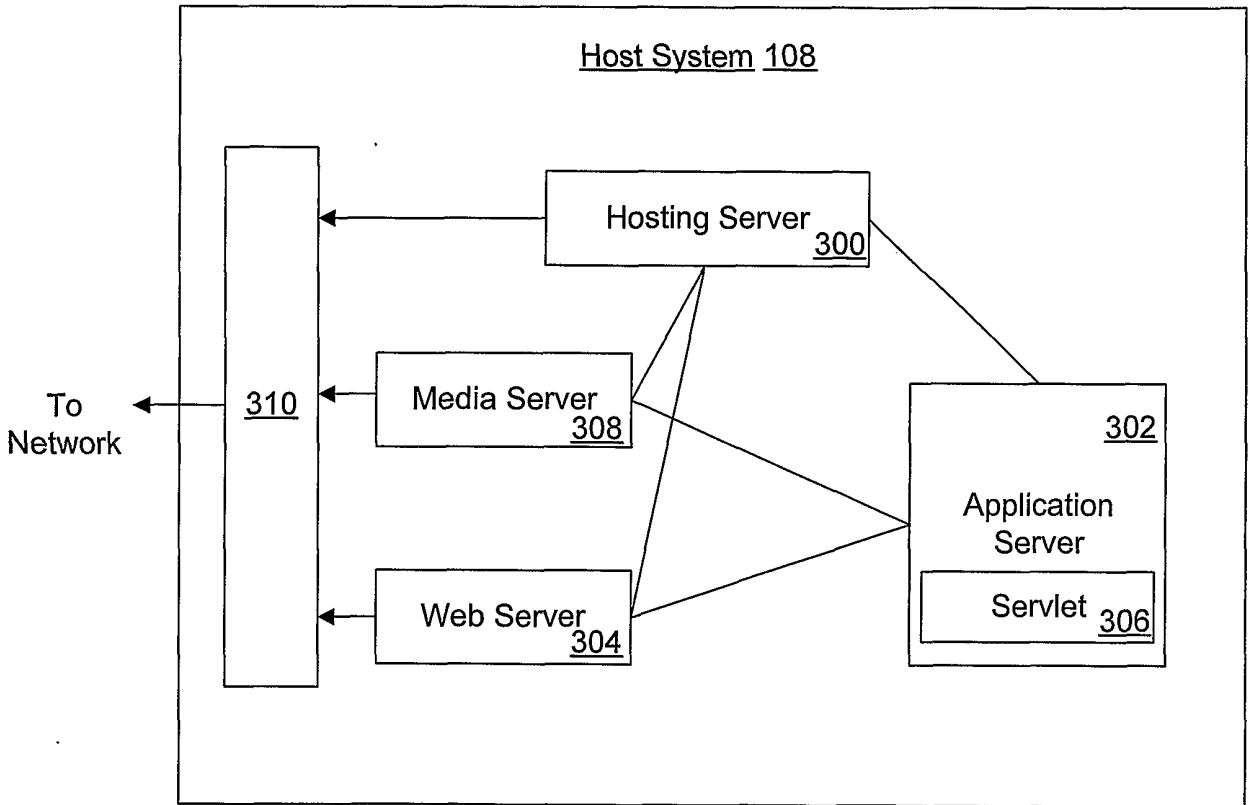 Host System 108
Hosting Server
300
Media Server
308
310
To
Network
302
Application
Server
Servlet
306
Web Server
304